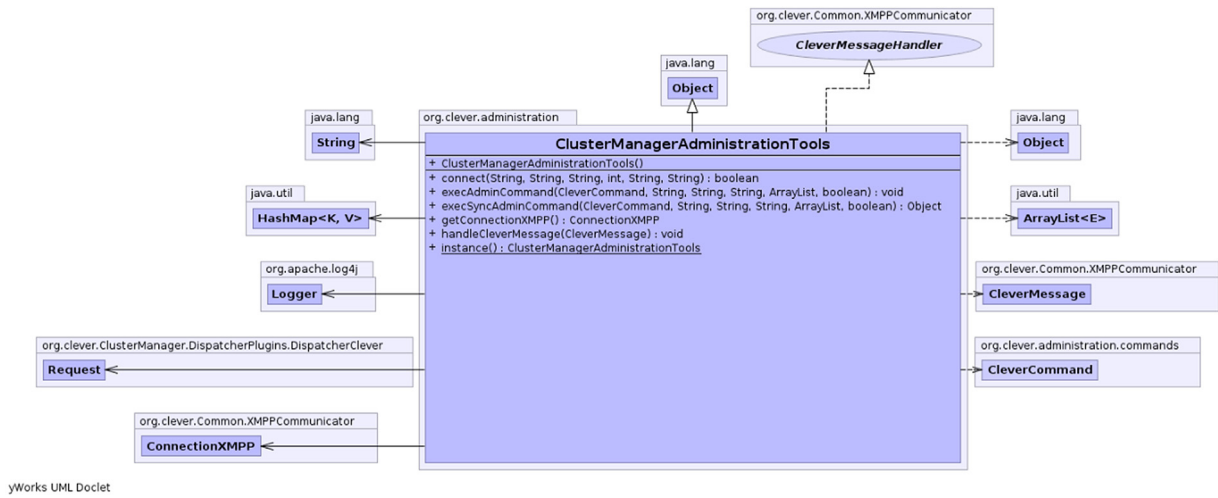 org.clever.Common.XMPPCommunicator
CleverMessageHandler
java.lang
Object
java.lang
String
org.clever.administration
ClusterManagerAdministrationTools
+ ClusterManagerAdministrationTools()
+ connect(String, String, String, int, String, String) : boolean
+ execAdminCommand(CleverCommand, String, String, String, ArrayList, boolean) : void
+ execSyncAdminCommand(CleverCommand, String, String, String, ArrayList, boolean) : Object
+ getConnectionXMPP() : ConnectionXMPP
+ handleCleverMessage(CleverMessage) : void
+ instance() : ClusterManagerAdministrationTools
java.lang
Object
java.util
HashMap<K, V>
java.util
ArrayList<E>
org.apache.log4j
Logger
org.clever.Common.XMPPCommunicator
CleverMessage
org.clever.ClusterManager.DispatcherPlugins.DispatcherClever
Request
org.clever.administration.commands
CleverCommand
org.clever.Common.XMPPCommunicator
ConnectionXMPP
yWorks UML Doclet